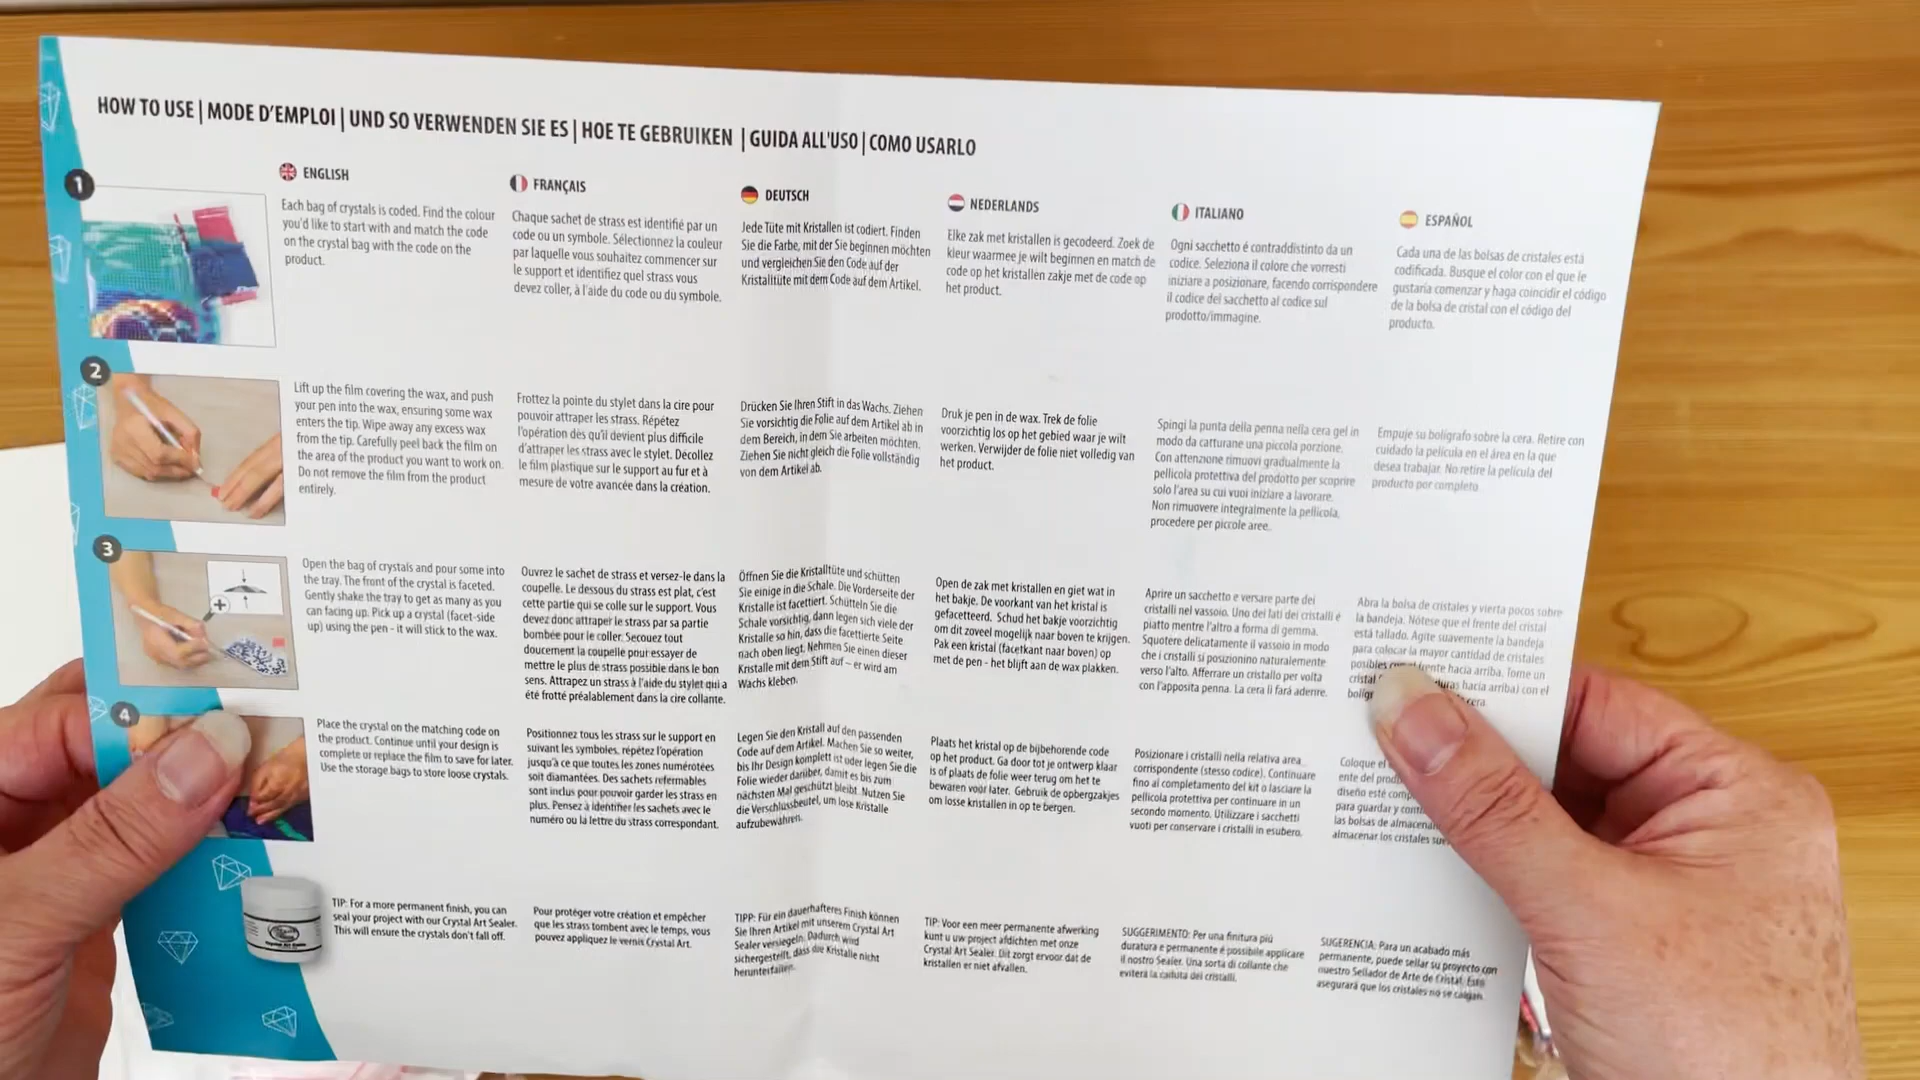 HOW TO USE | MODE D'EMPLOI | UND SO VERWENDEN SIE ES | HOE TE GEBRUIKEN | GUIDA ALL'USO | COMO USARLO
1
ENGLISH
Each bag of crystals is coded. Find the colour
you'd like to start with and match the code
on the crystal bag with the code on the
product.
FRANÇAIS
Chaque sachet de strass est identifié par un
code ou un symbole. Sélectionnez la couleur
par laquelle vous souhaitez commencer sur
le support et identifiez quel strass vous
devez coller, à l'aide du code ou du symbole.
DEUTSCH
Jede Tüte mit Kristallen ist codiert. Finden
Sie die Farbe, mit der Sie beginnen möchten
und vergleichen Sie den Code auf der
Kristalltüte mit dem Code auf dem Artikel.
NEDERLANDS
Elke zak met kristallen is gecodeerd. Zoek de
kleur waarmee je wilt beginnen en match de
code op het kristallen zakje met de code op
het product.
ITALIANO
Ogni sacchetto é contraddistinto da un
codice. Seleziona il colore che vorresti
iniziare a posizionare, facendo corrispondere
il codice del sacchetto al codice sul
prodotto/immagine.
ESPAÑOL
Cada una de las bolsas de cristales está
codificada. Busque el color con el que le
gustaría comenzar y haga coincidir el código
de la bolsa de cristal con el código del
producto.
2
Lift up the film covering the wax, and push
your pen into the wax, ensuring some wax
enters the tip. Wipe away any excess wax
from the tip. Carefully peel back the film on
the area of the product you want to work on.
Do not remove the film from the product
entirely.
Frottez la pointe du stylet dans la cire pour
pouvoir attraper les strass. Répétez
l'opération dès qu'il devient plus difficile
d'attraper les strass avec le stylet. Décollez
le film plastique sur le support au fur et à
mesure de votre avancée dans la création.
Drücken Sie Ihren Stift in das Wachs. Ziehen
Sie vorsichtig die Folie auf dem Artikel ab in
dem Bereich, in dem Sie arbeiten möchten.
Ziehen Sie nicht gleich die Folie vollständig
von dem Artikel ab.
Druk je pen in de wax. Trek de folie
voorzichtig los op het gebied waar je wilt
werken. Verwijder de folie niet volledig van
het product.
Spingi la punta della penna nella cera gel in
modo da catturane una piccola porzione.
Con attenzione rimuovi gradualmente la
pellicola protettiva del prodotto per scoprire
solo l'area su cui vuoi iniziare a lavorare.
Non rimuovere integralmente la pellicola,
procedere per piccole aree.
Empuje su bolígrafo sobre la cera. Retire con
cuidado la película en el área en la que
desea trabajar. No retire la película del
producto por completo
3
Open the bag of crystals and pour some into
the tray. The front of the crystal is faceted.
Gently shake the tray to get as many as you
can facing up. Pick up a crystal (facet-side
up) using the pen - it will stick to the wax.
Ouvrez le sachet de strass et versez-le dans la
coupelle. Le dessous du strass est plat, c'est
cette partie qui se colle sur le support. Vous
devez donc attraper le strass par sa partie
bombée pour le coller. Secouez tout
doucement la coupelle pour essayer de
mettre le plus de strass possible dans le bon
sens. Attrapez un strass à l'aide du stylet qui a
été frotté préalablement dans la cire collante.
Öffnen Sie die Kristalltüte und schütten
Sie einige in die Schale. Die Vorderseite der
Kristalle ist facettiert. Schütteln Sie die
Schale vorsichtig, dann legen sich viele der
Kristalle so hin, dass die facettierte Seite
nach oben liegt. Nehmen Sie einen dieser
Kristalle mit dem Stift auf – er wird am
Wachs kleben.
Open de zak met kristallen en giet wat in
het bakje. De voorkant van het kristal is
gefacetteerd. Schud het bakje voorzichtig
om dit zoveel mogelijk naar boven te krijgen.
Pak een kristal (facetkant naar boven) op
met de pen - het blijft aan de wax plakken.
Aprire un sacchetto e versare parte dei
cristalli nel vassoio. Uno dei lati dei cristalli é
piatto mentre l'altro a forma di gemma.
Squotere delicatamente il vassoio in modo
che i cristalli si posizionino naturalmente
verso l'alto. Afferrare un cristallo per volta
con l'apposita penna. La cera li fará aderire.
Abra la bolsa de cristales y vierta pocos sobre
la bandeja. Nótese que el frente del cristal
está tallado. Agite suavemente la bandeja
para colocar la mayor cantidad de cristales
posibles frente hacia arriba. Tome un
cristal hacia arriba) con el
cera.
4
Place the crystal on the matching code on
the product. Continue until your design is
complete or replace the film to save for later.
Use the storage bags to store loose crystals.
Positionnez tous les strass sur le support en
suivant les symboles, répétez l'opération
jusqu'à ce que toutes les zones numérotées
soit diamantées. Des sachets refermables
sont inclus pour pouvoir garder les strass en
plus. Pensez à identifier les sachets avec le
numéro ou la lettre du strass correspondant.
Legen Sie den Kristall auf den passenden
Code auf dem Artikel. Machen Sie so weiter,
bis Ihr Design komplett ist oder legen Sie die
Folie wieder darüber, damit es bis zum
nächsten Mal geschützt bleibt. Nutzen Sie
die Verschlussbeutel, um lose Kristalle
aufzubewahren.
Plaats het kristal op de bijbehorende code
op het product. Ga door tot je ontwerp klaar
is of plaats de folie weer terug om het te
bewaren voor later. Gebruik de opbergzakjes
om losse kristallen in op te bergen.
Posizionare i cristalli nella relativa area
corrispondente (stesso codice). Continuare
fino al completamento del kit o lasciare la
pellicola protettiva per continuare in un
secondo momento. Utilizzare i sacchetti
vuoti per conservare i cristalli in esubero.
Coloque el
ente del
diseño esté
para guardar y
las bolsas de
almacenar los cristales
TIP: For a more permanent finish, you can
seal your project with our Crystal Art Sealer.
This will ensure the crystals don't fall off.
Pour protéger votre création et empêcher
que les strass tombent avec le temps, vous
pouvez appliquez le vernis Crystal Art.
TIPP: Für ein dauerhafteres Finish können
Sie Ihren Artikel mit unserem Crystal Art
Sealer versiegeln. Dadurch wird
sichergestellt, dass die Kristalle nicht
herunterfallen.
TIP: Voor een meer permanente afwerking
kunt u uw project afdichten met onze
Crystal Art Sealer. Dit zorgt ervoor dat de
kristallen er niet afvallen.
SUGGERIMENTO: Per una finitura piú
duratura e permanente é possibile applicare
il nostro Sealer. Una sorta di collante che
eviterá la caduta dei cristalli.
SUGERENCIA: Para un acabado más
permanente, puede sellar su proyecto con
nuestro Sellador de Arte de Cristal. Esto
asegurará que los cristales no se caigan.